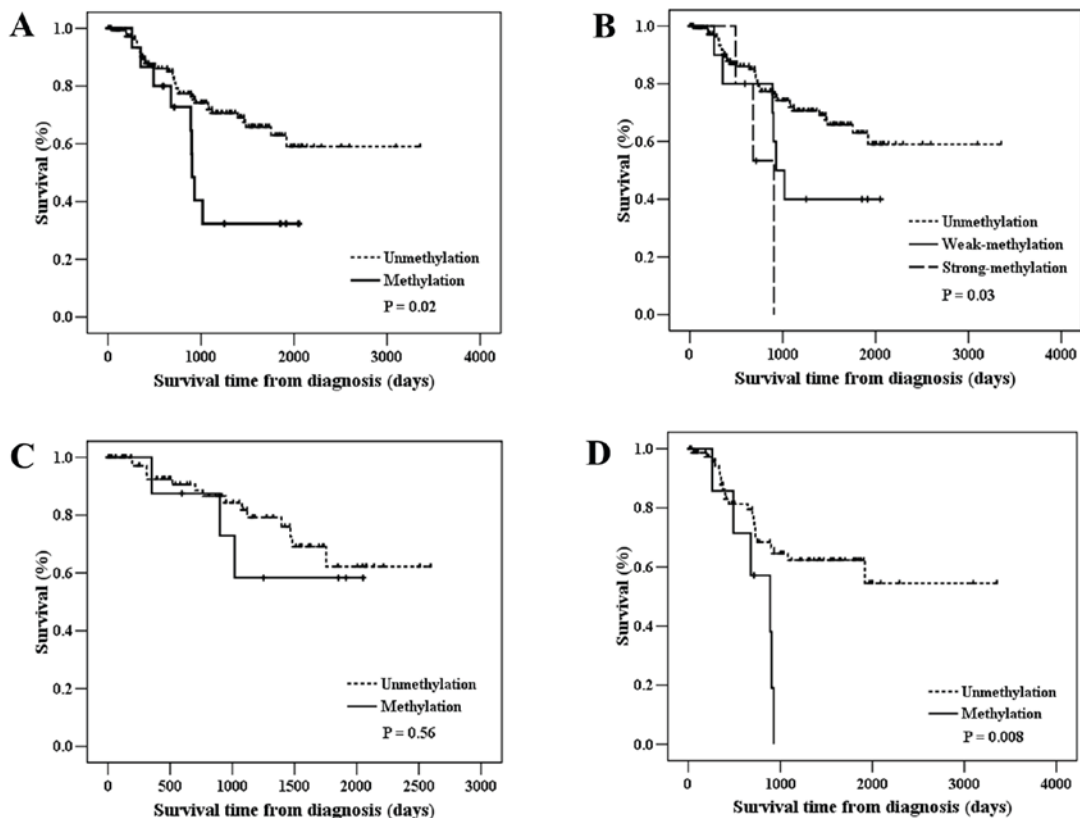 A
Survival (%)
1.0
0.8
0.6
0.4
0.2
0.0
Unmethylation
Methylation
P = 0.02
0 1000 2000 3000 4000
Survival time from diagnosis (days)
B
Survival (%)
1.0
0.8
0.6
0.4
0.2
0.0
Unmethylation
Weak-methylation
Strong-methylation
P = 0.03
0 1000 2000 3000 4000
Survival time from diagnosis (days)
C
Survival (%)
1.0
0.8
0.6
0.4
0.2
0.0
Unmethylation
Methylation
P = 0.56
0 500 1000 1500 2000 2500 3000
Survival time from diagnosis (days)
D
Survival (%)
1.0
0.8
0.6
0.4
0.2
0.0
Unmethylation
Methylation
P = 0.008
0 1000 2000 3000 4000
Survival time from diagnosis (days)